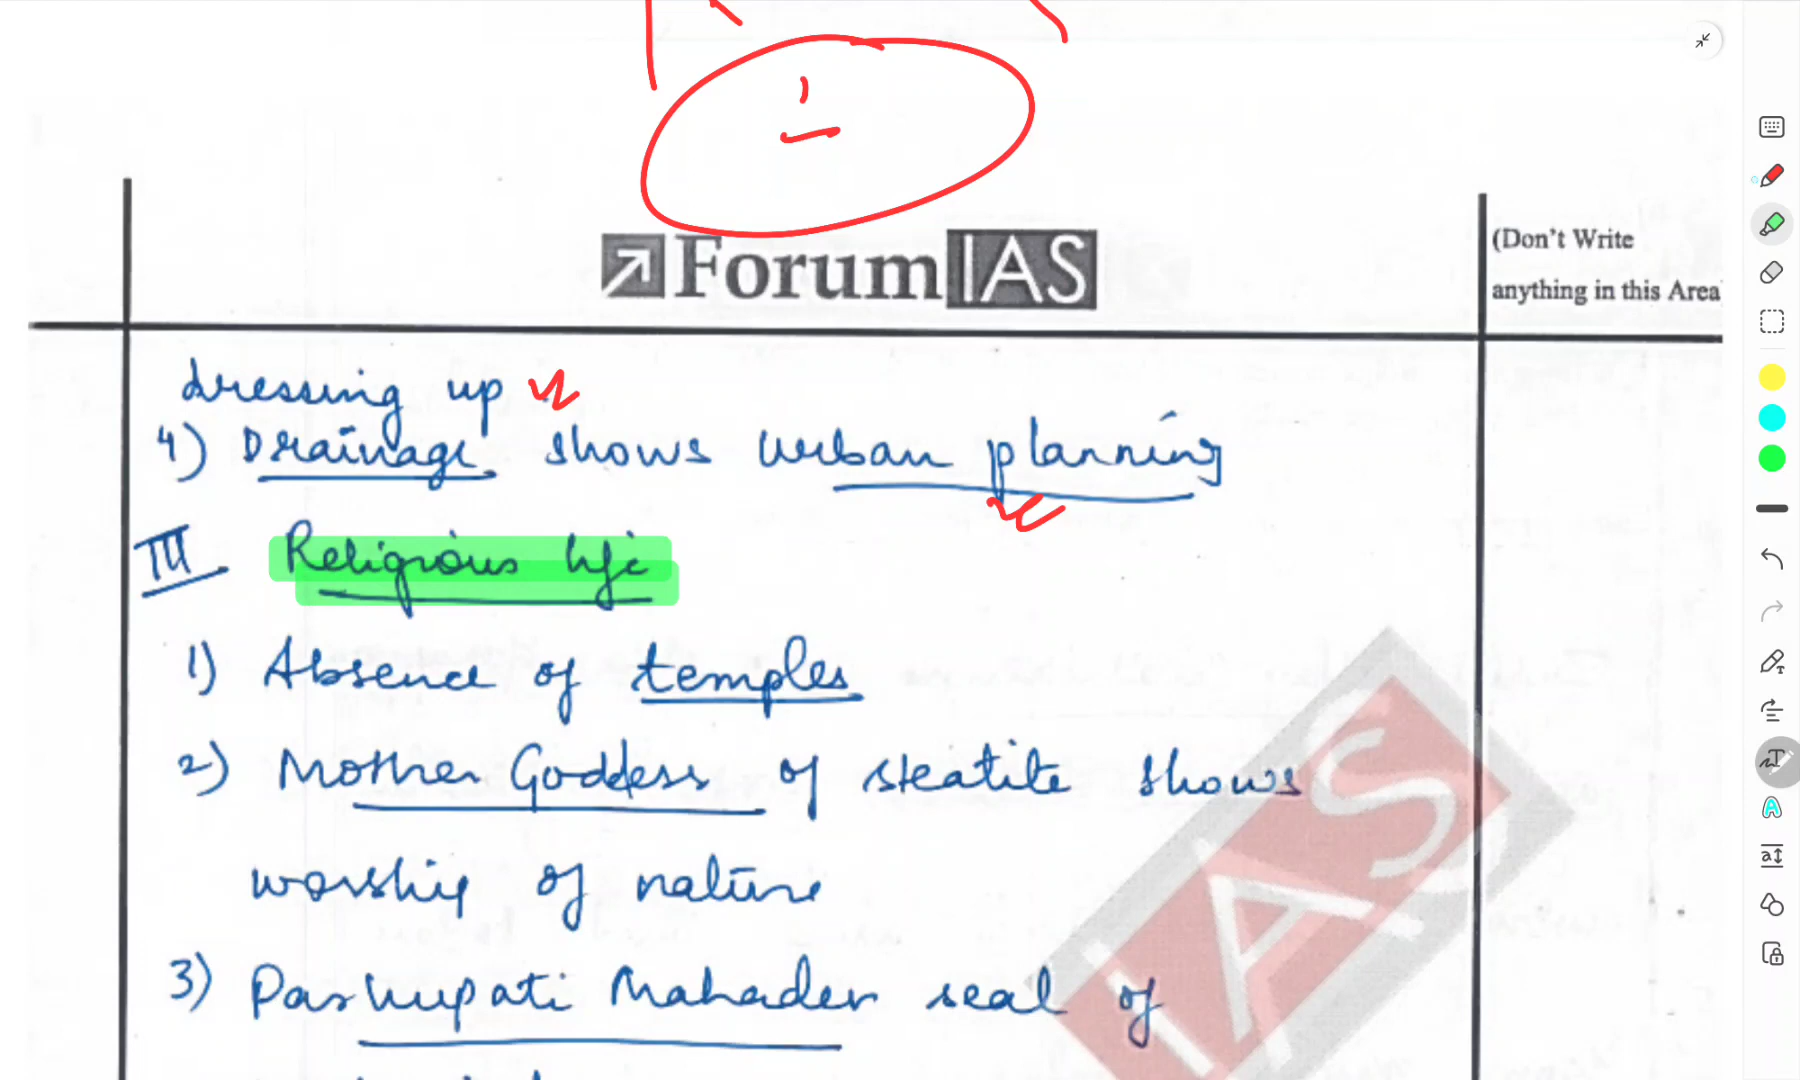 ForumIAS
(Don't Write
anything in this Area
dressing up
4) Drainage shows urban planning
III Religious life
1) Absence of temples
2) Mother Goddess of steatite shows
worship of nature
3) Pashupati Mahadev seal of
IAS